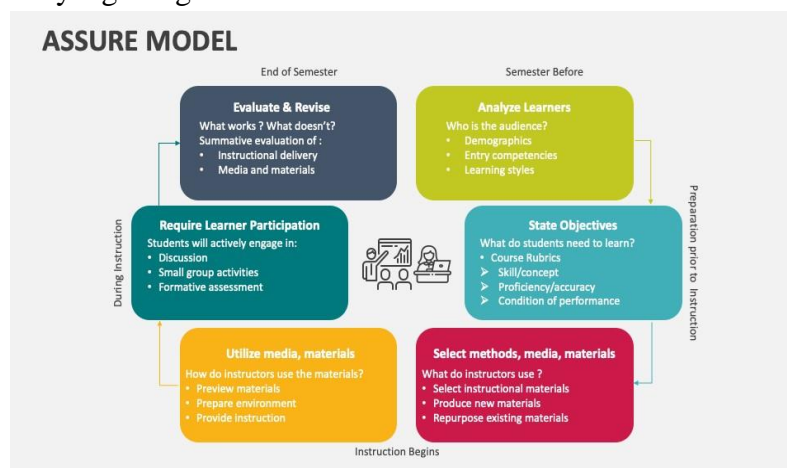 ASSURE MODEL
End of Semester
Semester Before
Evaluate & Revise
What works ? What doesn't?
Summative evaluation of :
• Instructional delivery
• Media and materials
Analyze Learners
Who is the audience?
• Demographics
• Entry competencies
• Learning styles
Require Learner Participation
Students will actively engage in:
• Discussion
• Small group activities
• Formative assessment
State Objectives
What do students need to learn?
• Course Rubrics
➢ Skill/concept
➢ Proficiency/accuracy
➢ Condition of performance
During Instruction
Preparation prior to Instruction
Utilize media, materials
How do instructors use the materials?
• Preview materials
• Prepare environment
• Provide instruction
Select methods, media, materials
What do instructors use ?
• Select instructional materials
• Produce new materials
• Repurpose existing materials
Instruction Begins